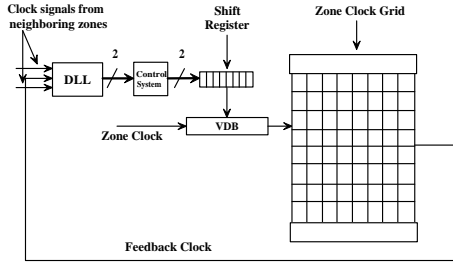 Clock signals from
neighboring zones
Shift
Register
Zone Clock Grid
2
2
DLL
Control
System
VDB
Zone Clock
Feedback Clock